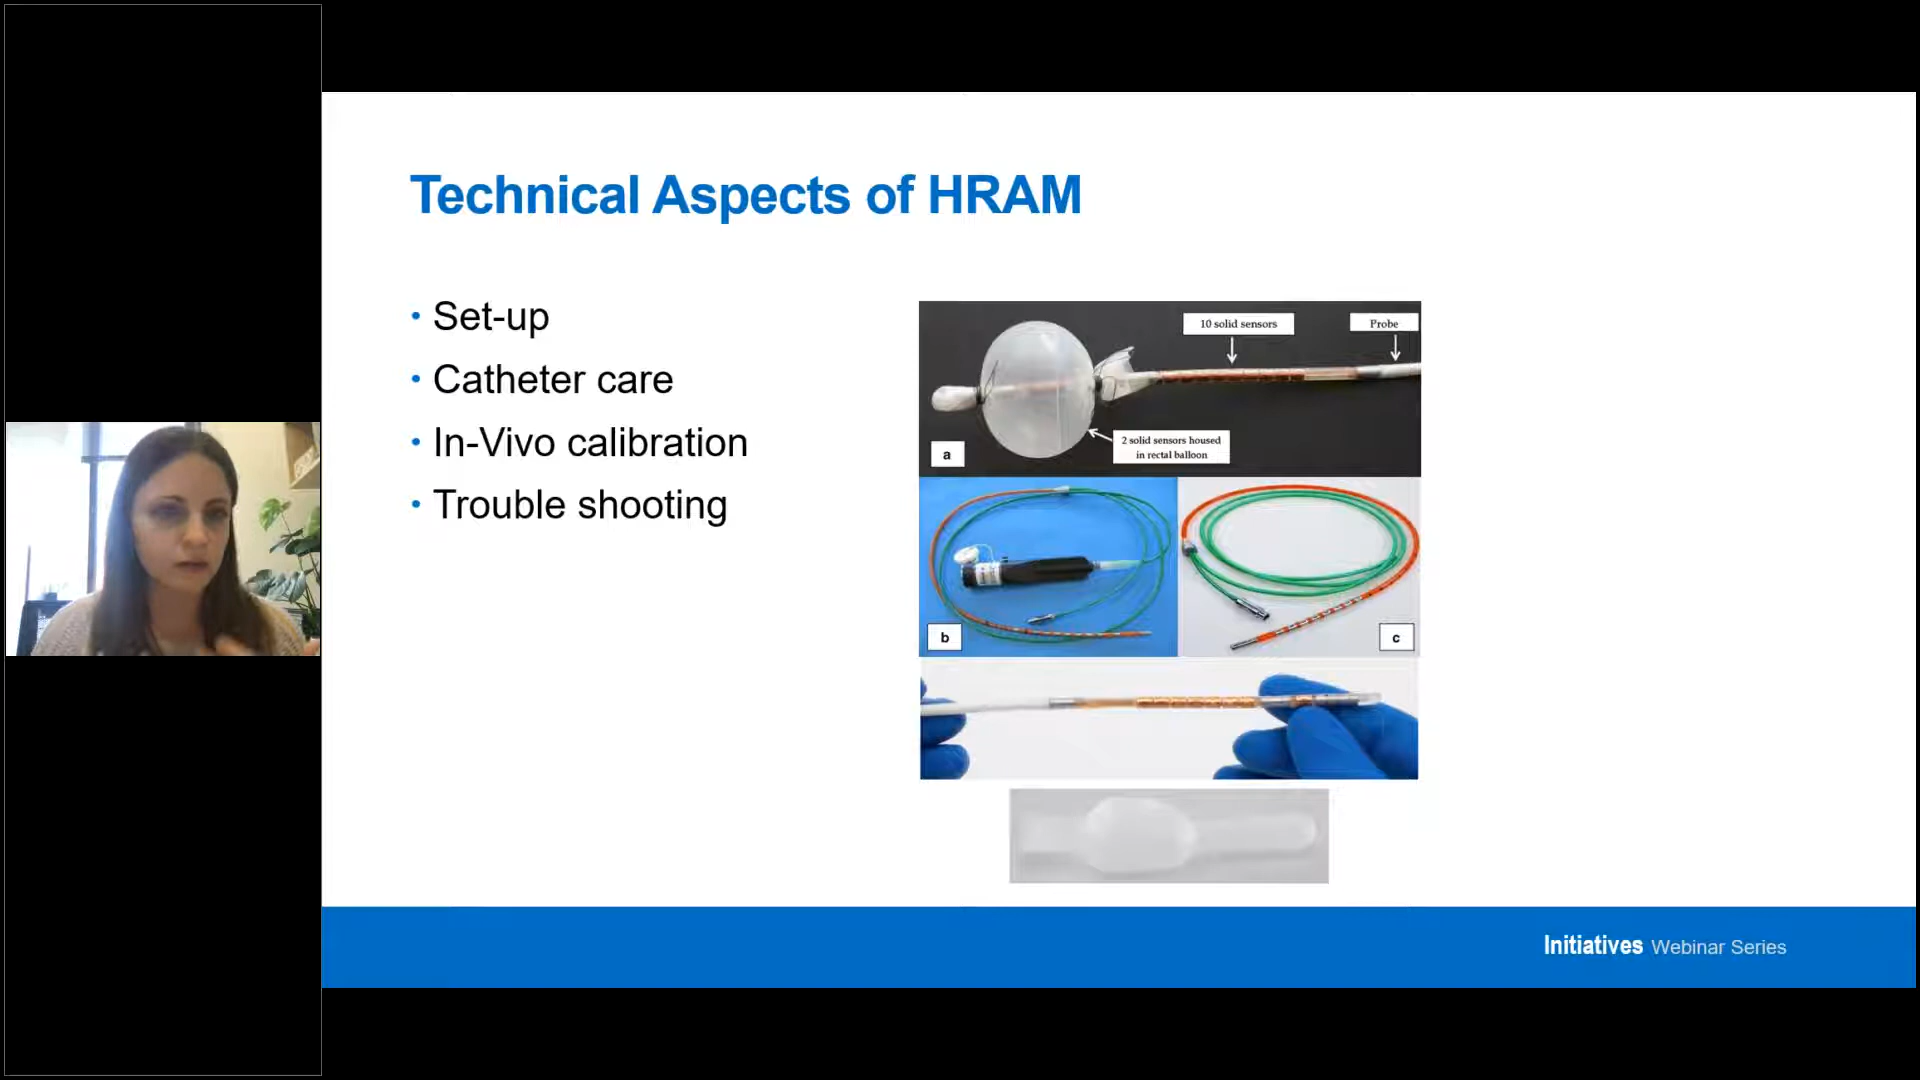 Technical Aspects of HRAM
• Set-up
• Catheter care
• In-Vivo calibration
• Trouble shooting
10 solid sensors
Probe
2 solid sensors housed
in rectal balloon
a
b
c
Initiatives Webinar Series